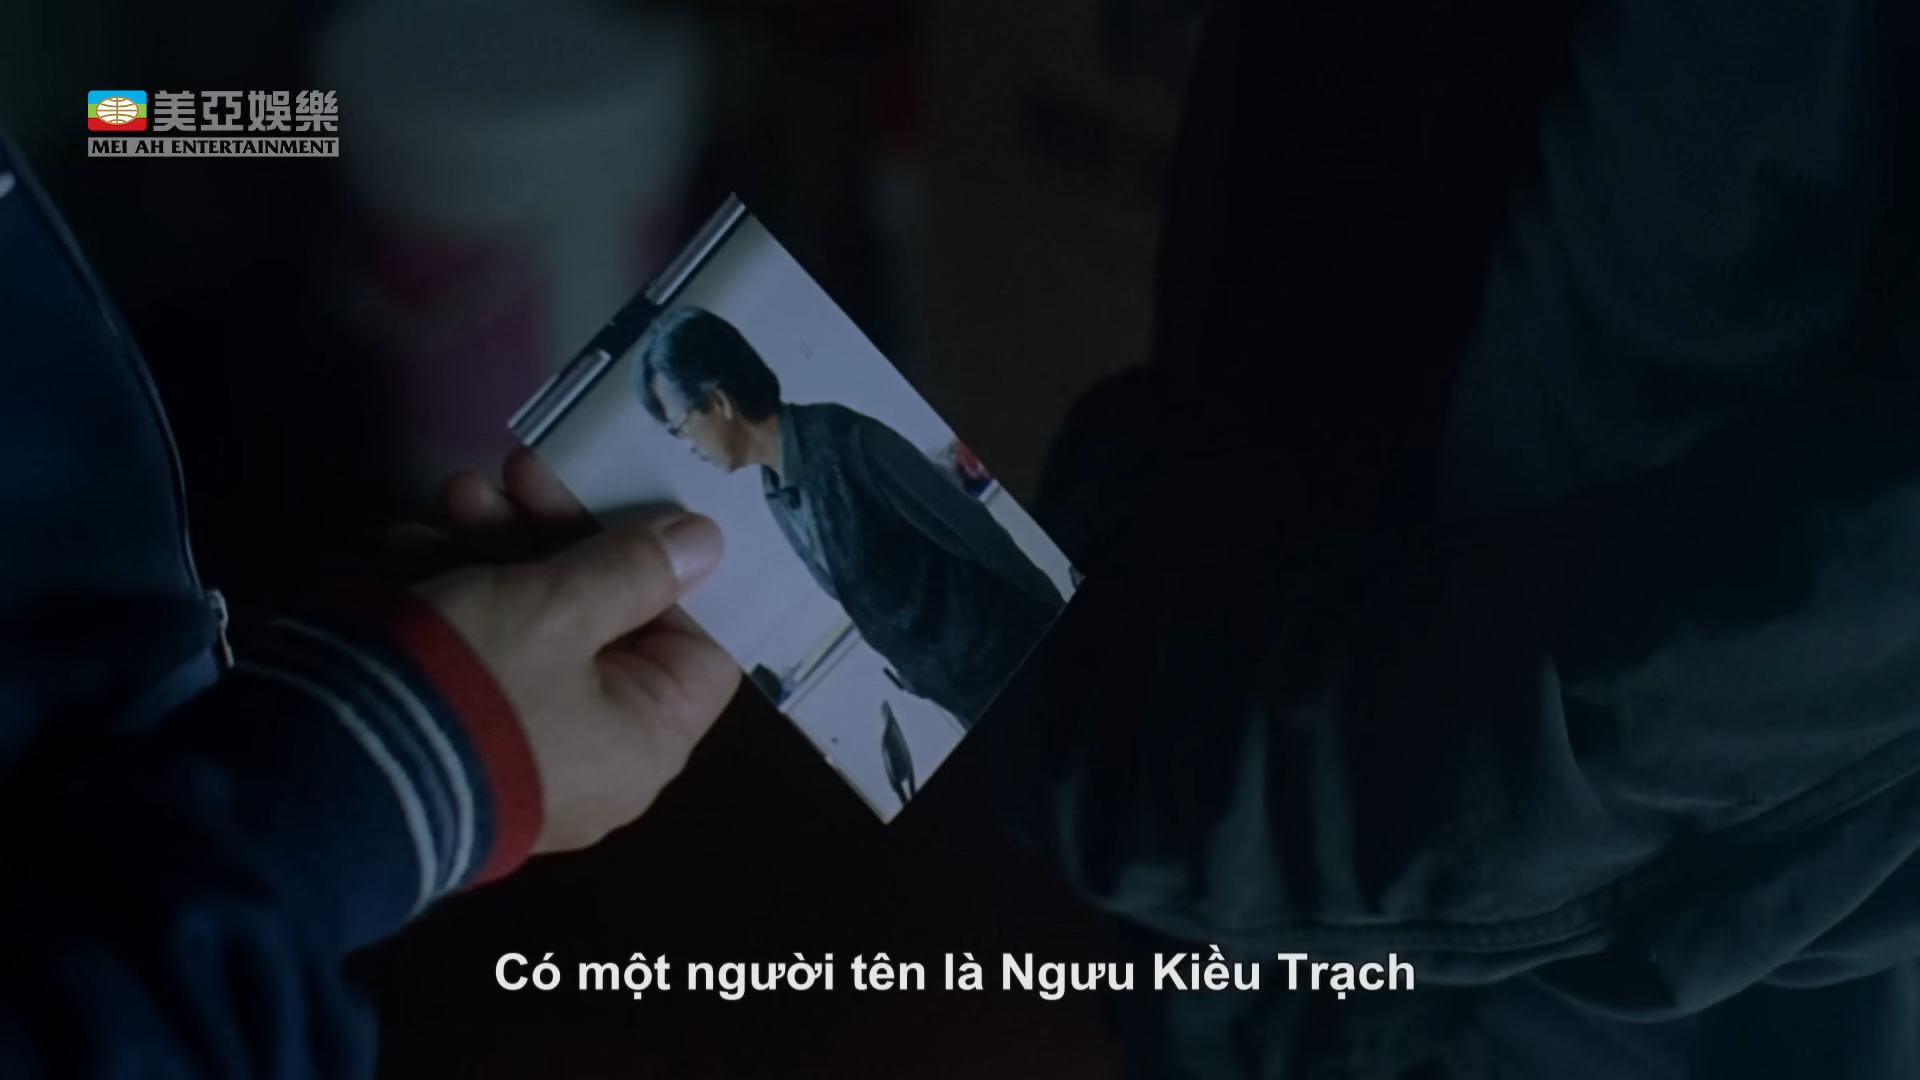 美亞娛樂
MEI AH ENTERTAINMENT
Có một người tên là Ngưu Kiều Trạch